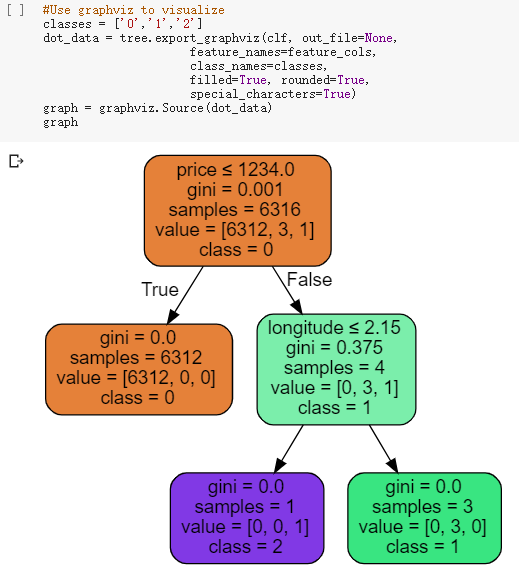 [ ]
#Use graphviz to visualize
classes = ['0','1','2']
dot_data = tree.export_graphviz(clf, out_file=None,
feature_names=feature_cols,
class_names=classes,
filled=True, rounded=True,
special_characters=True)
graph = graphviz.Source(dot_data)
graph
price ≤ 1234.0
gini = 0.001
samples = 6316
value = [6312, 3, 1]
class = 0
True
False
gini = 0.0
samples = 6312
value = [6312, 0, 0]
class = 0
longitude ≤ 2.15
gini = 0.375
samples = 4
value = [0, 3, 1]
class = 1
gini = 0.0
samples = 1
value = [0, 0, 1]
class = 2
gini = 0.0
samples = 3
value = [0, 3, 0]
class = 1